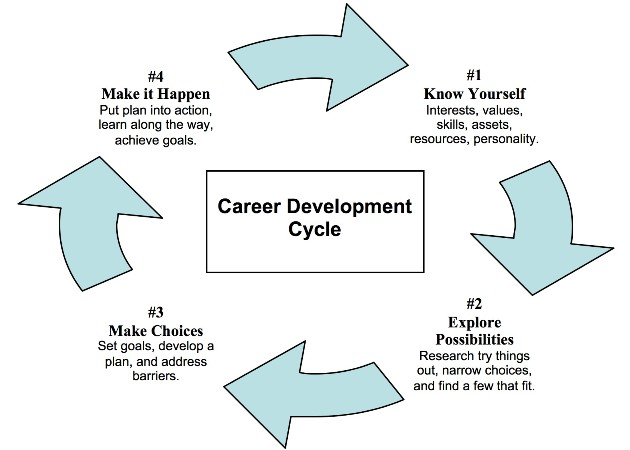 #4
Make it Happen
Put plan into action,
learn along the way,
achieve goals.
#1
Know Yourself
Interests, values,
skills, assets,
resources, personality.
Career Development
Cycle
#3
Make Choices
Set goals, develop a
plan, and address
barriers.
#2
Explore
Possibilities
Research try things
out, narrow choices,
and find a few that fit.